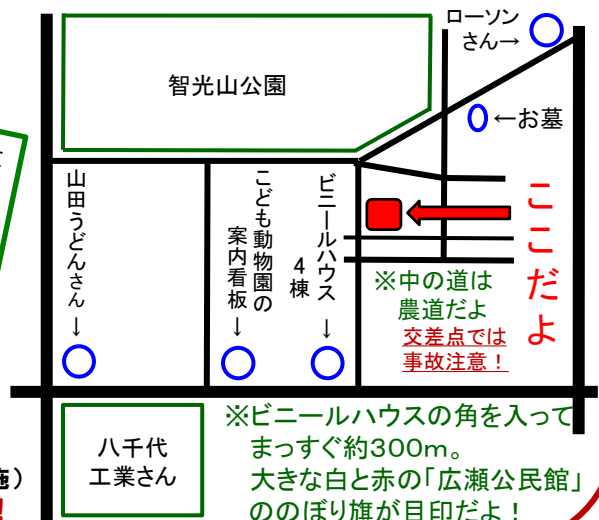 ローソン
さん→
智光山公園
←お墓
山田うどんさん→
こども動物園の
案内看板→
ビニールハウス→
4棟
ここだよ
※中の道は
農道だよ
交差点では
事故注意！
八千代
工業さん
※ビニールハウスの角を入って
まっすぐ約300m。
大きな白と赤の「広瀬公民館」
ののぼり旗が目印だよ！
施）
！